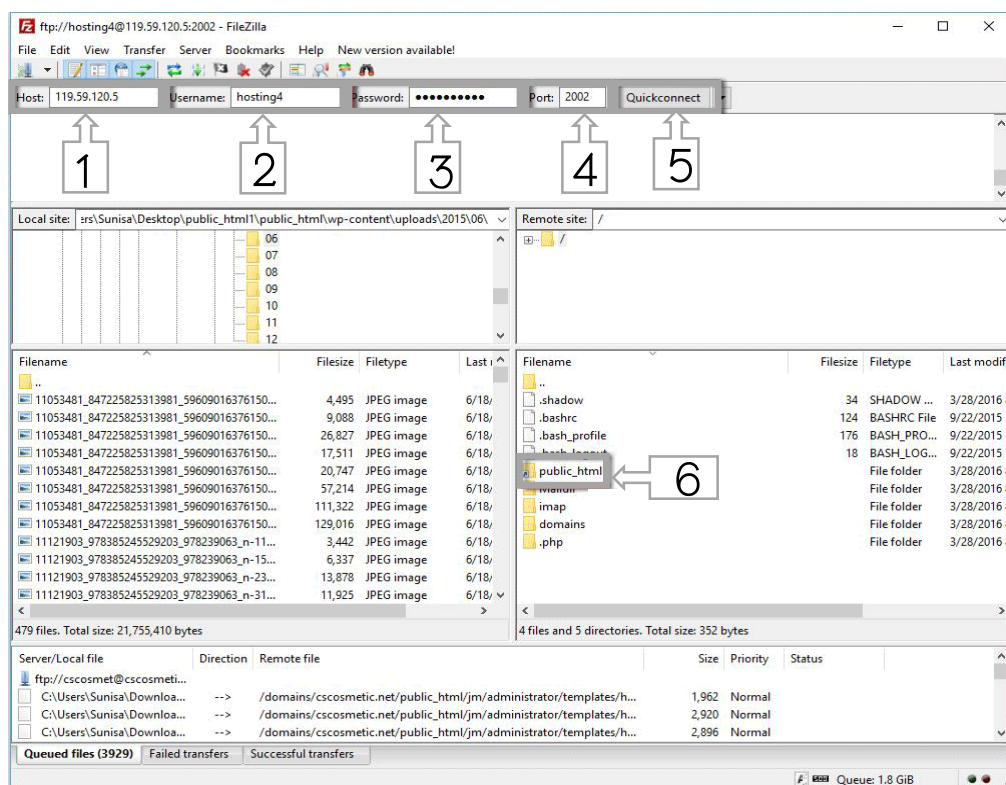 ftp://hosting4@119.59.120.5:2002 - FileZilla
File Edit View Transfer Server Bookmarks Help New version available!
Host: 119.59.120.5 Username: hosting4 Password: ●●●●●●●●●● Port: 2002 Quickconnect
1 2 3 4 5
Local site: ers\Sunisa\Desktop\public_html1\public_html\wp-content\uploads\2015\06\ Remote site: /
06 /
07
08
09
10
11
12
Filename Filesize Filetype Last Filename Filesize Filetype Last modif
.. ..
11053481_847225825313981_59609016376150... 4,495 JPEG image 6/18/ .shadow 34 SHADOW ... 3/28/2016
11053481_847225825313981_59609016376150... 9,088 JPEG image 6/18/ .bashrc 124 BASHRC File 9/22/2015
11053481_847225825313981_59609016376150... 26,827 JPEG image 6/18/ .bash_profile 176 BASH_PRO... 9/22/2015
11053481_847225825313981_59609016376150... 17,511 JPEG image 6/18/ .bash_logout 18 BASH_LOG... 9/22/2015
11053481_847225825313981_59609016376150... 20,747 JPEG image 6/18/ public_html File folder 3/28/2016
11053481_847225825313981_59609016376150... 57,214 JPEG image 6/18/ Maildir File folder 3/28/2016
11053481_847225825313981_59609016376150... 111,322 JPEG image 6/18/ imap File folder 3/28/2016
11053481_847225825313981_59609016376150... 129,016 JPEG image 6/18/ domains File folder 3/28/2016
11121903_978385245529203_978239063_n-11... 3,442 JPEG image 6/18/ .php File folder 3/28/2016
6
11121903_978385245529203_978239063_n-15... 6,337 JPEG image 6/18/
11121903_978385245529203_978239063_n-23... 13,878 JPEG image 6/18/
11121903_978385245529203_978239063_n-31... 11,925 JPEG image 6/18/
479 files. Total size: 21,755,410 bytes 4 files and 5 directories. Total size: 352 bytes
Server/Local file Direction Remote file Size Priority Status
ftp://cscosmet@cscosmeti...
C:\Users\Sunisa\Downloa... --> /domains/cscosmetic.net/public_html/jm/administrator/templates/h... 1,962 Normal
C:\Users\Sunisa\Downloa... --> /domains/cscosmetic.net/public_html/jm/administrator/templates/h... 2,920 Normal
C:\Users\Sunisa\Downloa... --> /domains/cscosmetic.net/public_html/jm/administrator/templates/h... 2,896 Normal
Queued files (3929) Failed transfers Successful transfers
Queue: 1.8 GiB